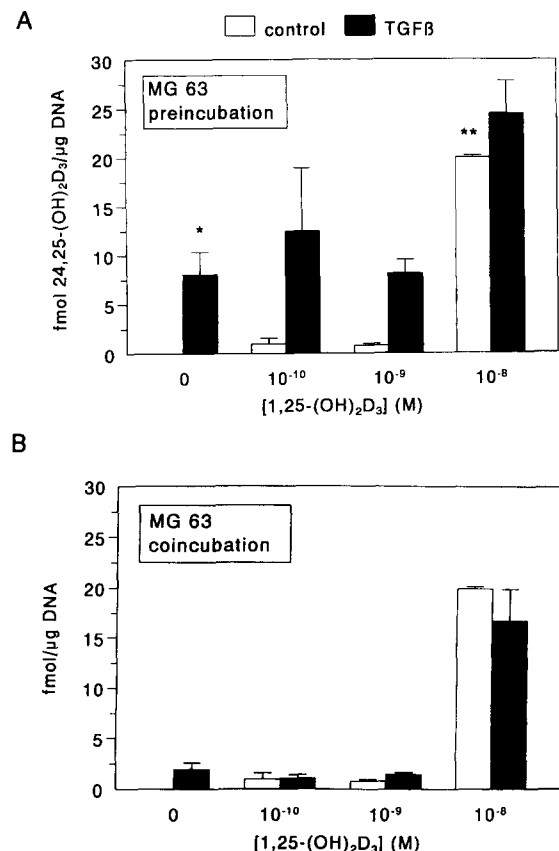 A
control TGFß
MG 63
preincubation
fmol 24,25-(OH)₂D₃/µg DNA
30
25
20
15
10
5
0
*
**
0 10⁻¹⁰ 10⁻⁹ 10⁻⁸
[1,25-(OH)₂D₃] (M)
B
MG 63
coincubation
fmol/µg DNA
30
25
20
15
10
5
0
0 10⁻¹⁰ 10⁻⁹ 10⁻⁸
[1,25-(OH)₂D₃] (M)